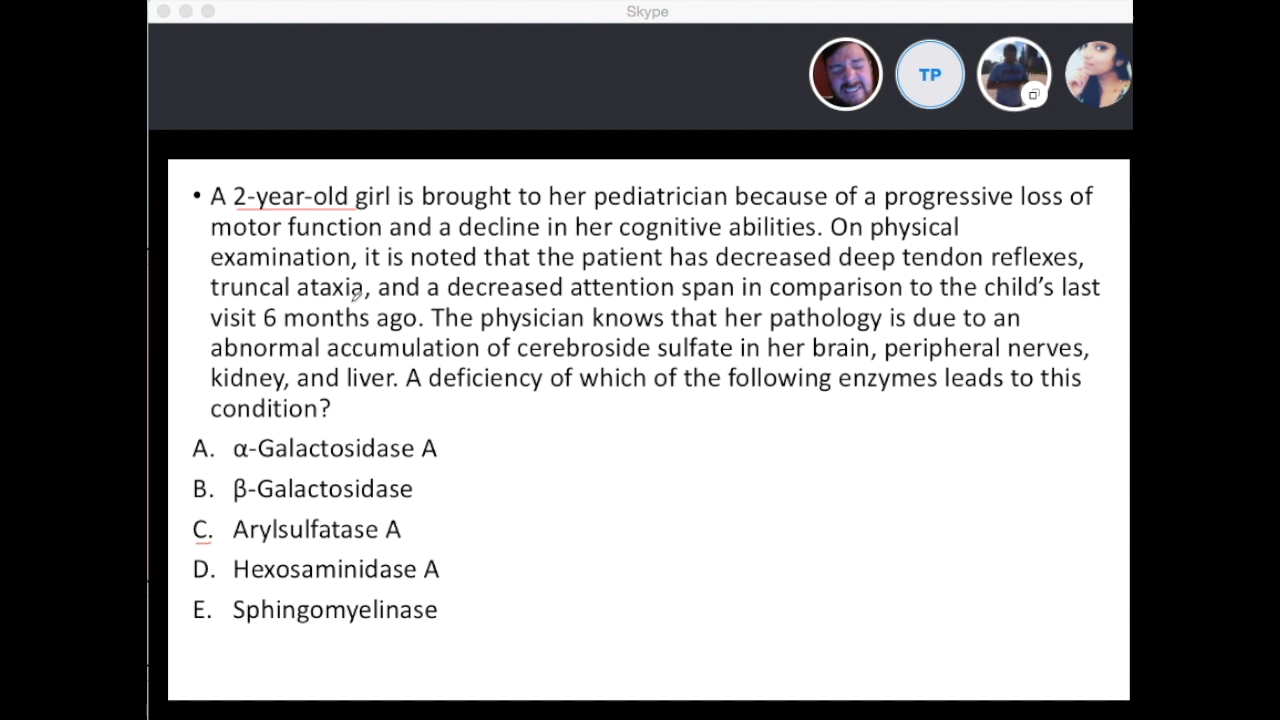 Skype
TP
• A 2-year-old girl is brought to her pediatrician because of a progressive loss of
motor function and a decline in her cognitive abilities. On physical
examination, it is noted that the patient has decreased deep tendon reflexes,
truncal ataxia, and a decreased attention span in comparison to the child’s last
visit 6 months ago. The physician knows that her pathology is due to an
abnormal accumulation of cerebroside sulfate in her brain, peripheral nerves,
kidney, and liver. A deficiency of which of the following enzymes leads to this
condition?
A. α-Galactosidase A
B. β-Galactosidase
C. Arylsulfatase A
D. Hexosaminidase A
E. Sphingomyelinase